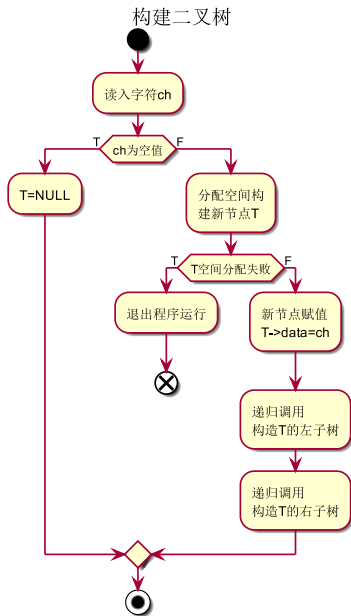 构建二叉树
读入字符ch
T
ch为空值
F
T=NULL
分配空间构
建新节点T
T
T空间分配失败
F
退出程序运行
新节点赋值
T->data=ch
递归调用
构造T的左子树
递归调用
构造T的右子树